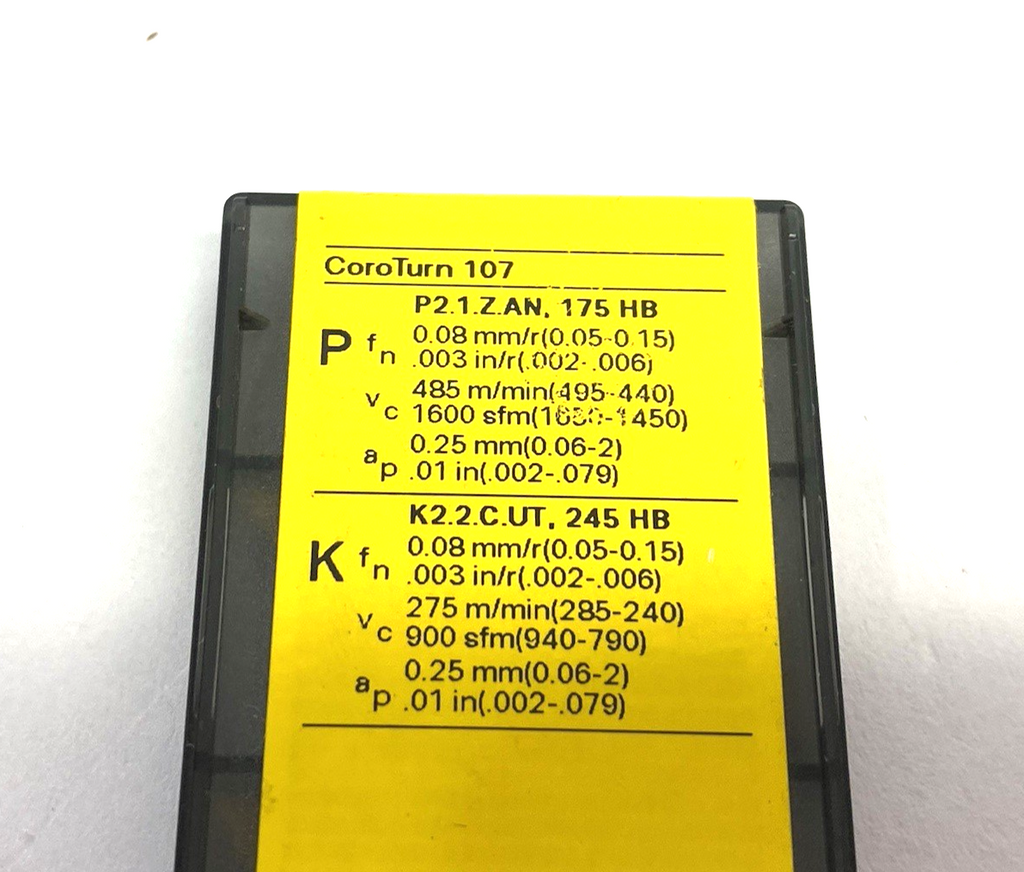 CoroTurn 107
P2.1.Z.AN, 175 HB
P fn 0.08 mm/r(0.05-0.15)
.003 in/r(.002-.006)
vc 485 m/min(495-440)
1600 sfm(1650-1450)
ap 0.25 mm(0.06-2)
.01 in(.002-.079)
K2.2.C.UT, 245 HB
K fn 0.08 mm/r(0.05-0.15)
.003 in/r(.002-.006)
vc 275 m/min(285-240)
900 sfm(940-790)
ap 0.25 mm(0.06-2)
.01 in(.002-.079)